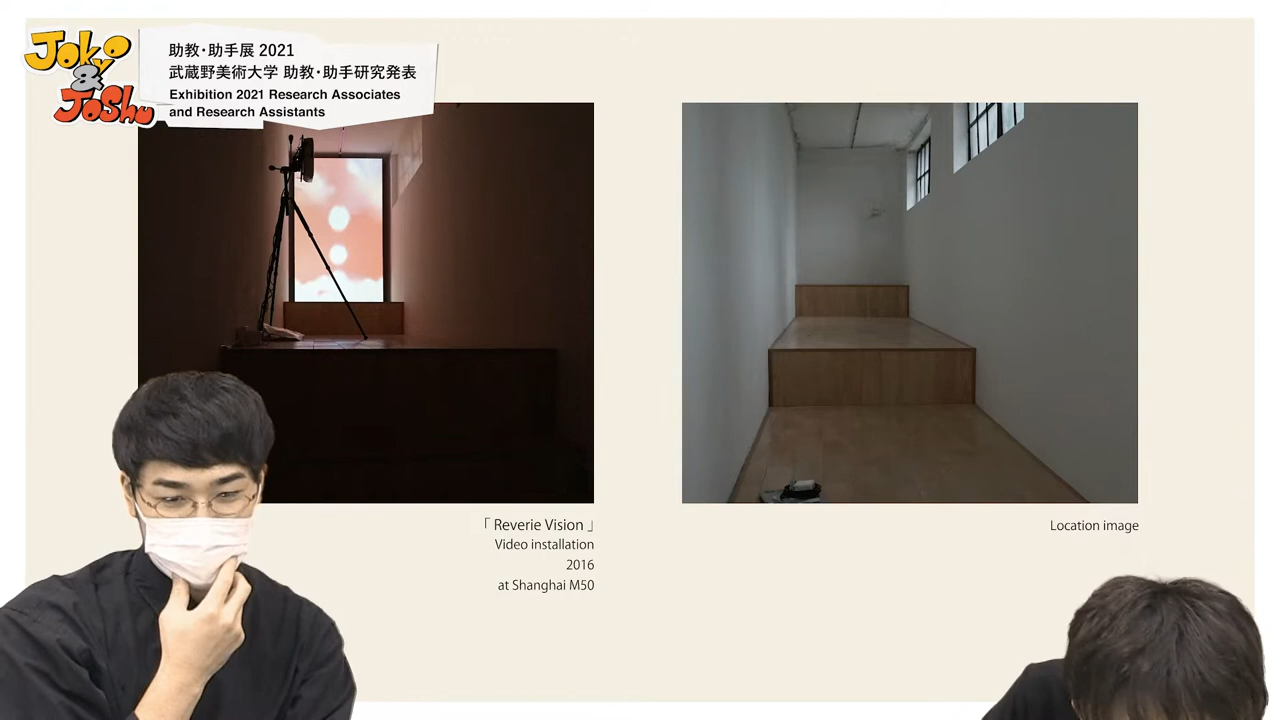 Joky
&
JoShu
助教・助手展 2021
武蔵野美術大学 助教・助手研究発表
Exhibition 2021 Research Associates
and Research Assistants
「 Reverie Vision 」
Video installation
2016
at Shanghai M50
Location image